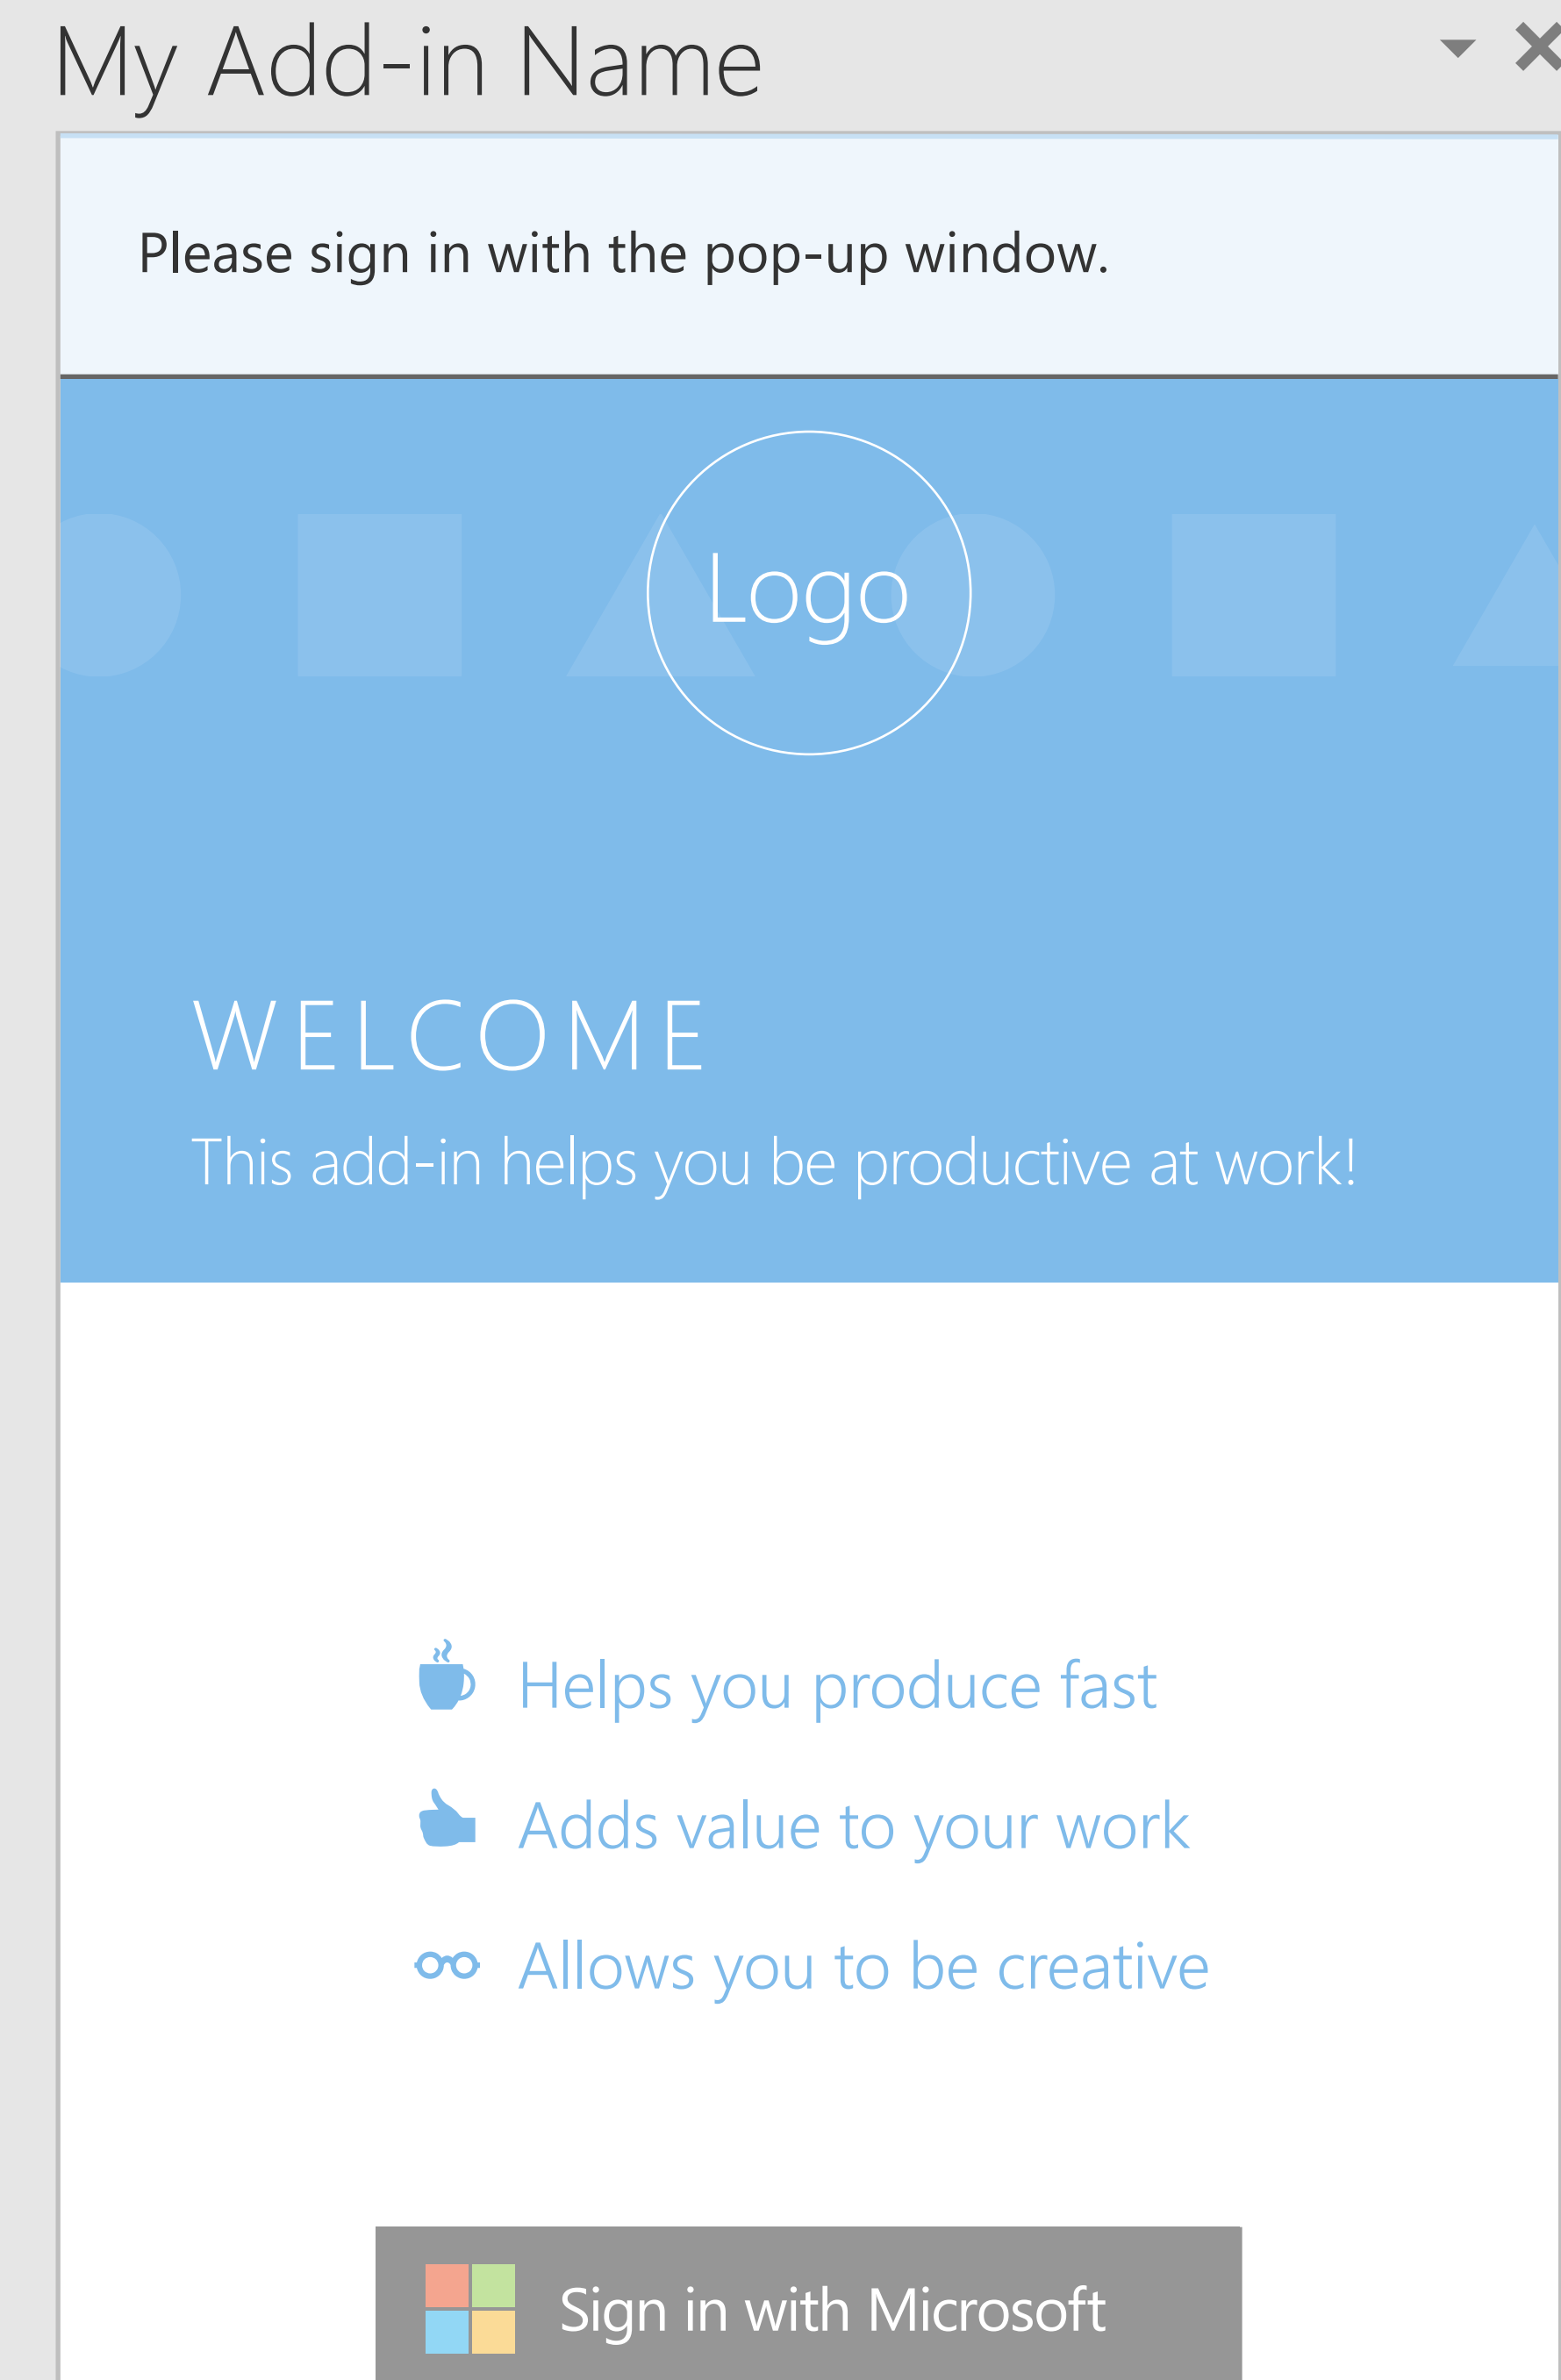 My Add-in Name
Please sign in with the pop-up window.
Logo
WELCOME
This add-in helps you be productive at work!
Helps you produce fast
Adds value to your work
Allows you to be creative
Sign in with Microsoft